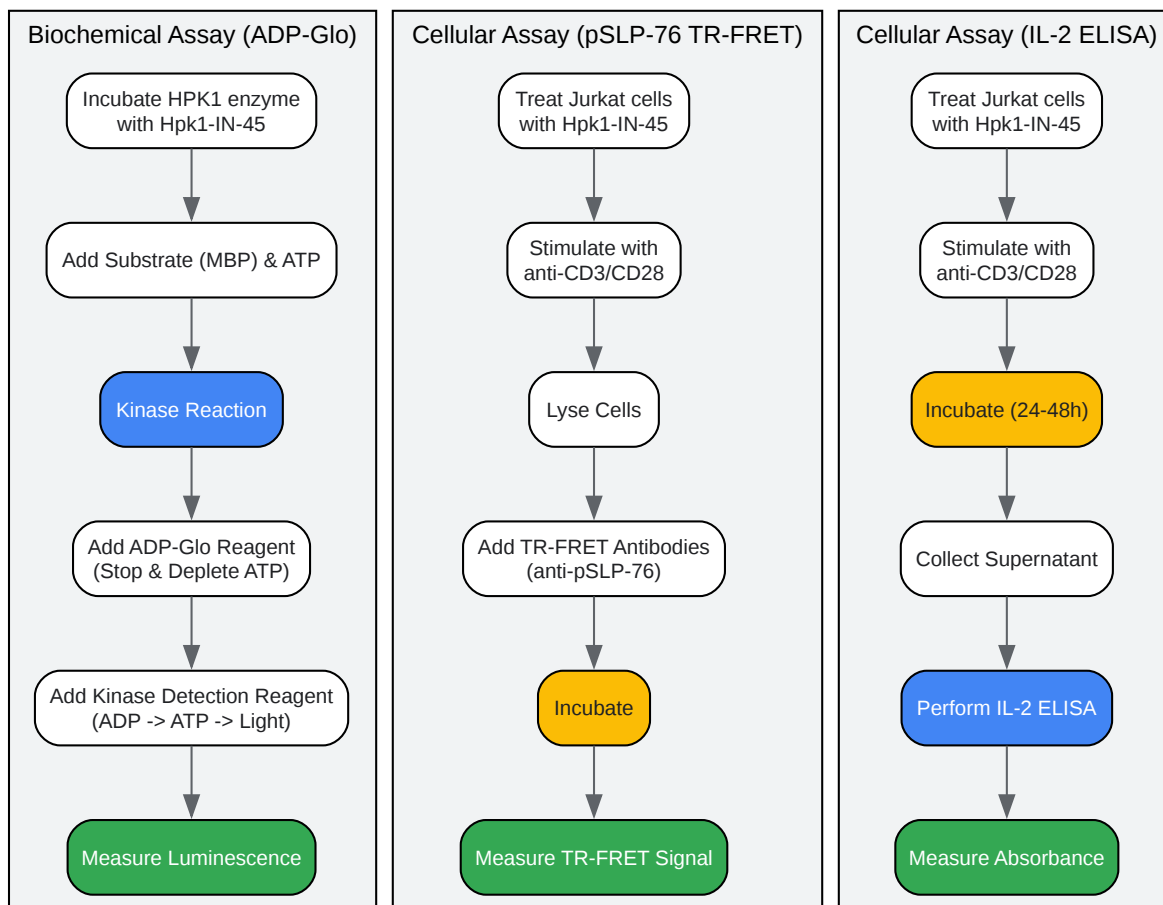 Biochemical Assay (ADP-Glo)
Incubate HPK1 enzyme
with Hpk1-IN-45
Add Substrate (MBP) & ATP
Kinase Reaction
Add ADP-Glo Reagent
(Stop & Deplete ATP)
Add Kinase Detection Reagent
(ADP -> ATP -> Light)
Measure Luminescence
Cellular Assay (pSLP-76 TR-FRET)
Treat Jurkat cells
with Hpk1-IN-45
Stimulate with
anti-CD3/CD28
Lyse Cells
Add TR-FRET Antibodies
(anti-pSLP-76)
Incubate
Measure TR-FRET Signal
Cellular Assay (IL-2 ELISA)
Treat Jurkat cells
with Hpk1-IN-45
Stimulate with
anti-CD3/CD28
Incubate (24-48h)
Collect Supernatant
Perform IL-2 ELISA
Measure Absorbance